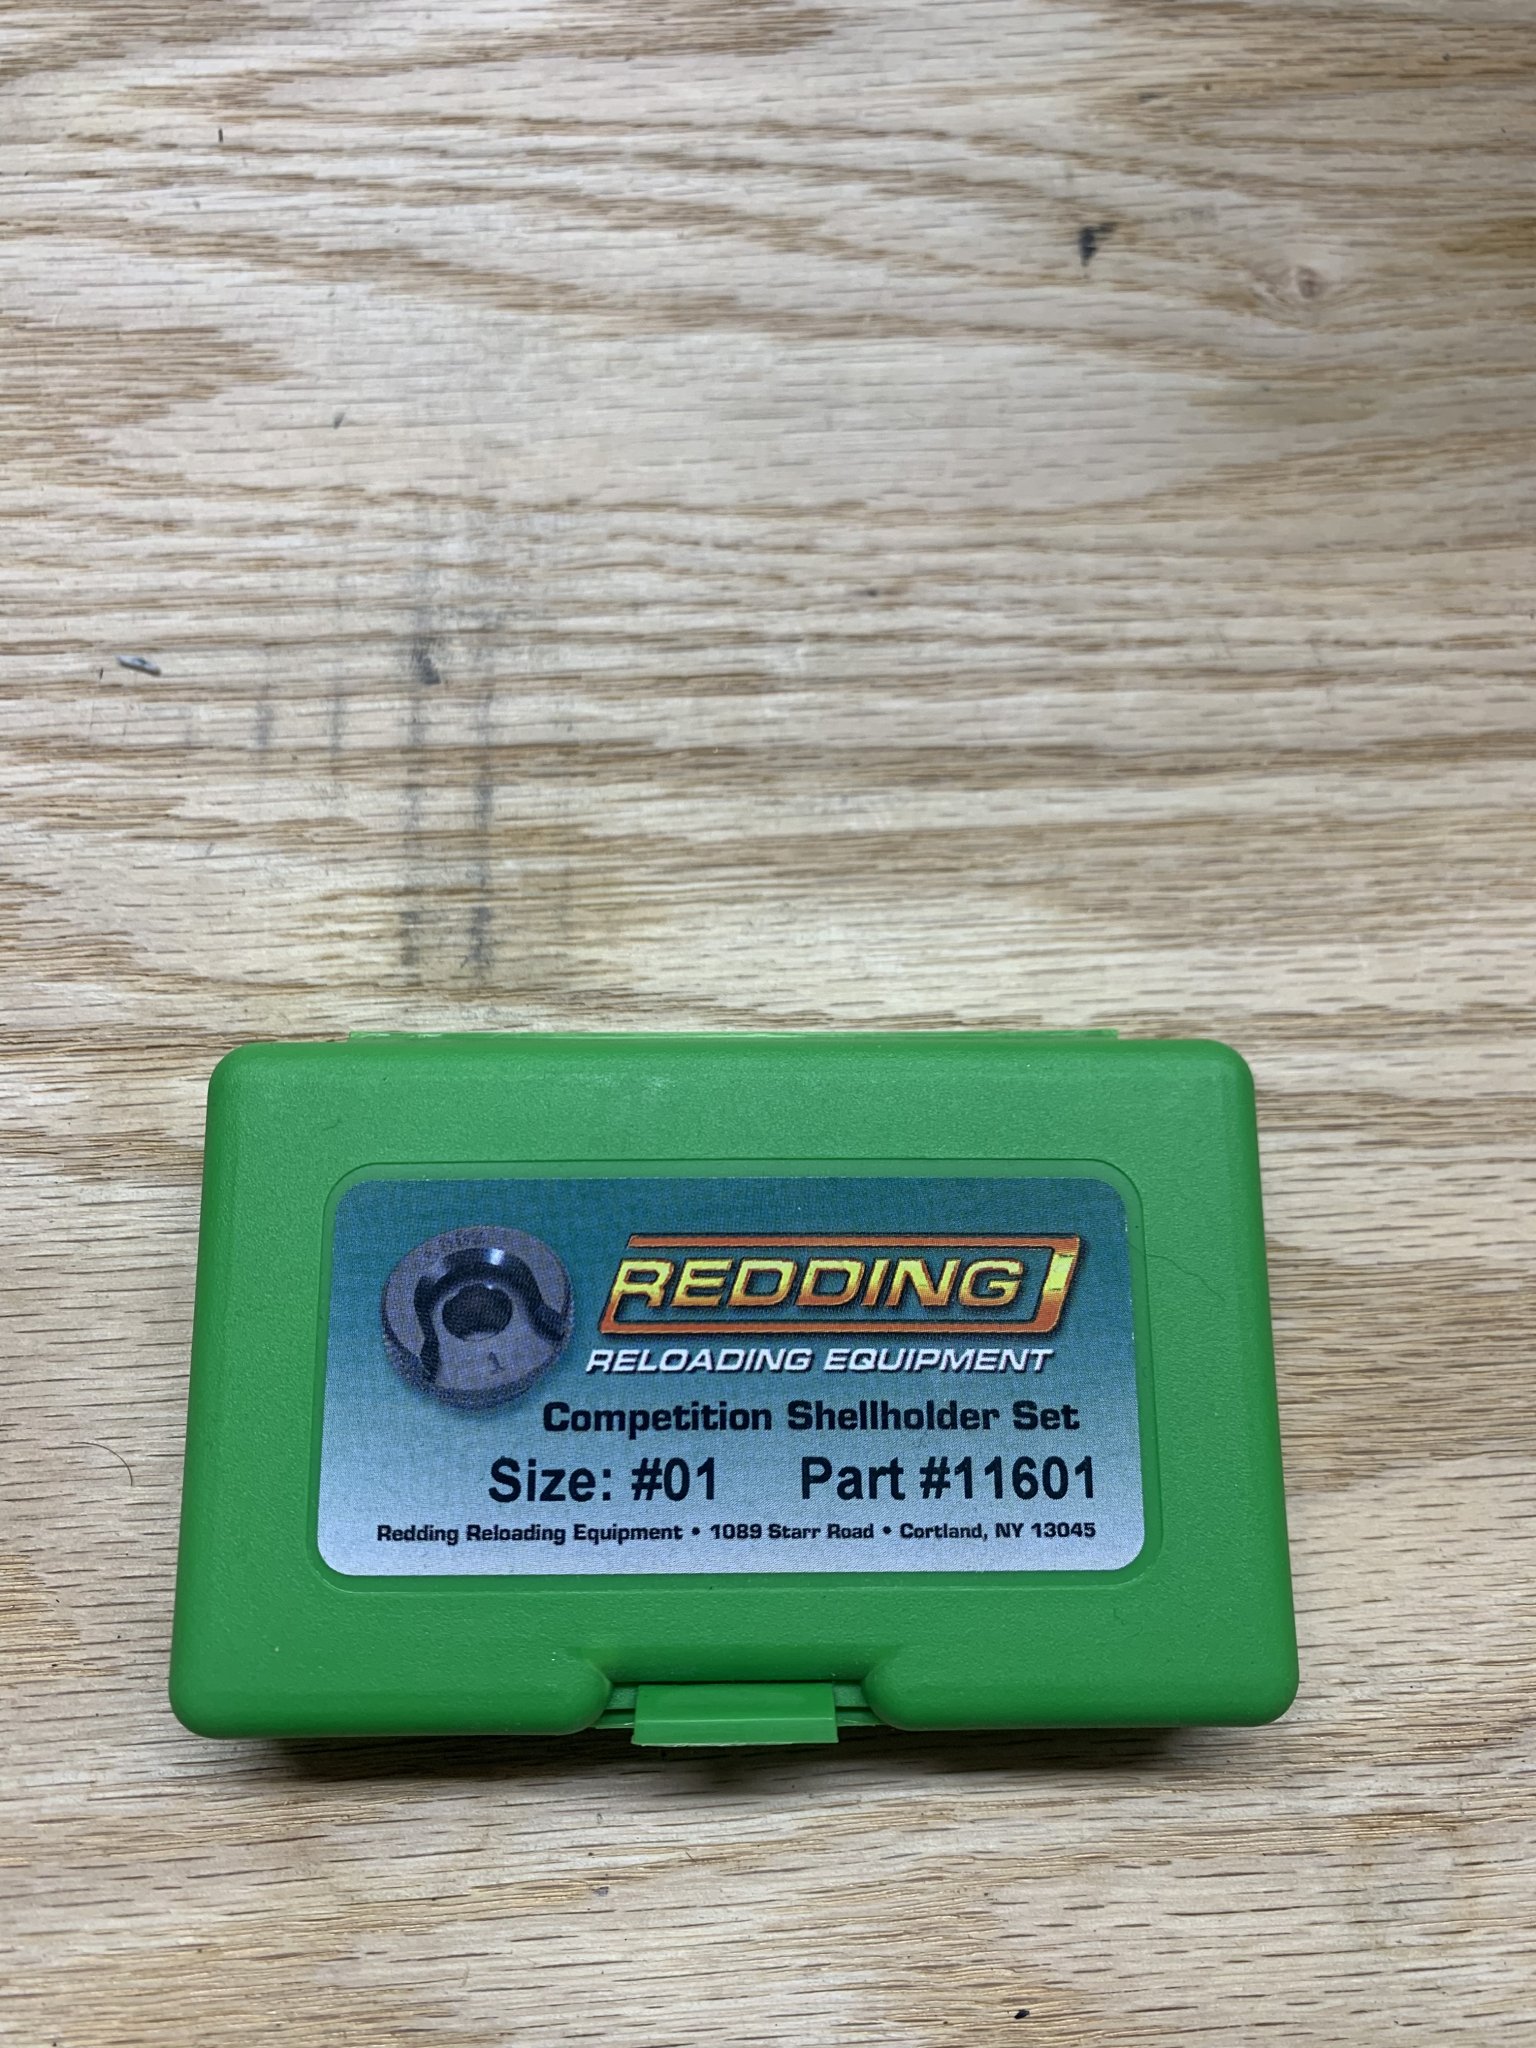 1
REDDING
RELOADING EQUIPMENT
Competition Shellholder Set
Size: #01 Part #11601
Redding Reloading Equipment • 1089 Starr Road • Cortland, NY 13045